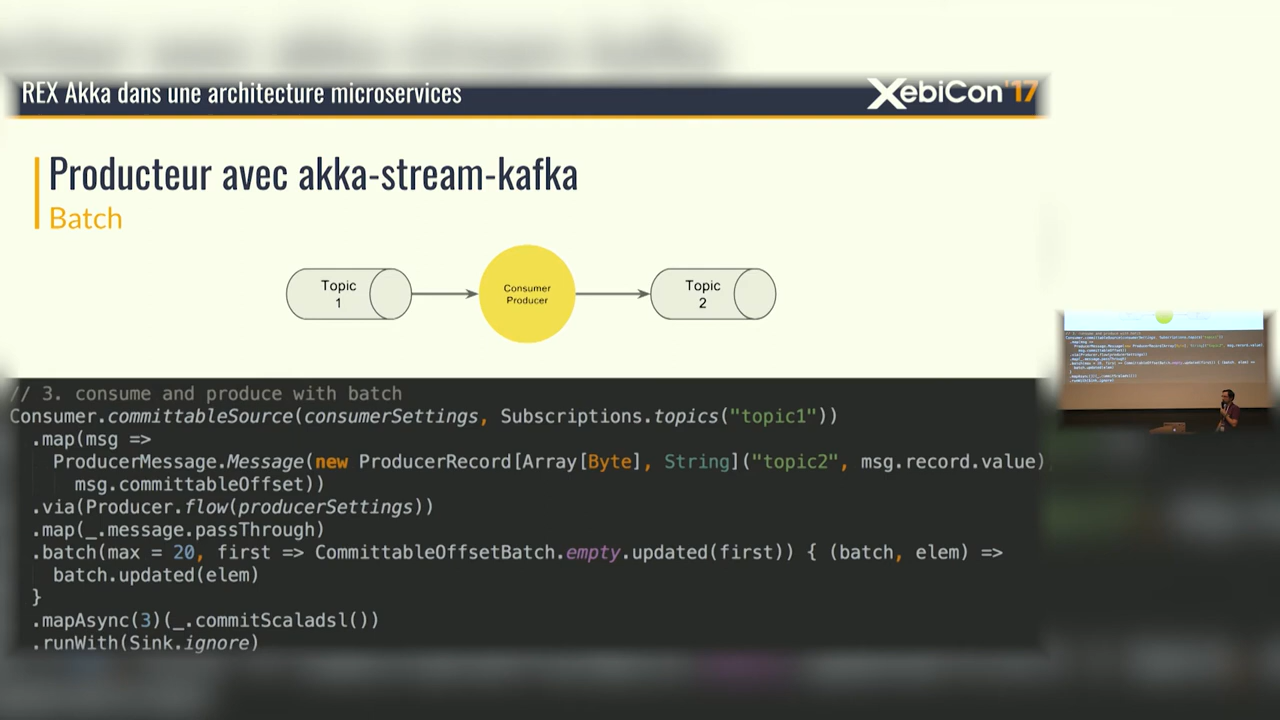 REX Akka dans une architecture microservices
XebiCon'17
Producteur avec akka-stream-kafka
Batch
Topic
1
Consumer
Producer
Topic
2
// 3. consume and produce with batch
Consumer.committableSource(consumerSettings, Subscriptions.topics("topic1"))
.map(msg =>
ProducerMessage.Message(new ProducerRecord[Array[Byte], String]("topic2", msg.record.value),
msg.committableOffset))
.via(Producer.flow(producerSettings))
.map(_.message.passThrough)
.batch(max = 20, first => CommittableOffsetBatch.empty.updated(first)) { (batch, elem) =>
batch.updated(elem)
}
.mapAsync(3)(_.commitScaladsl())
.runWith(Sink.ignore)